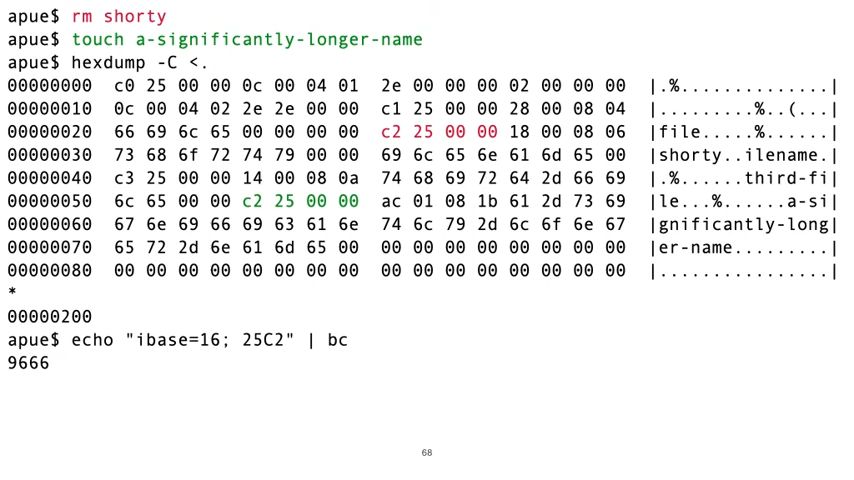 apue$ rm shorty
apue$ touch a-significantly-longer-name
apue$ hexdump -C <.
00000000  c0 25 00 00 0c 00 04 01  2e 00 00 00 02 00 00 00  |.%..............|
00000010  0c 00 04 02 2e 2e 00 00  c1 25 00 00 28 00 08 04  |.........%..(...|
00000020  66 69 6c 65 00 00 00 00  c2 25 00 00 18 00 08 06  |file.....%......|
00000030  73 68 6f 72 74 79 00 00  69 6c 65 6e 61 6d 65 00  |shorty..ilename.|
00000040  c3 25 00 00 14 00 08 0a  74 68 69 72 64 2d 66 69  |.%......third-fi|
00000050  6c 65 00 00 c2 25 00 00  ac 01 08 1b 61 2d 73 69  |le...%......a-si|
00000060  67 6e 69 66 69 63 61 6e  74 6c 79 2d 6c 6f 6e 67  |gnificantly-long|
00000070  65 72 2d 6e 61 6d 65 00  00 00 00 00 00 00 00 00  |er-name.........|
00000080  00 00 00 00 00 00 00 00  00 00 00 00 00 00 00 00  |................|
*
00000200
apue$ echo "ibase=16; 25C2" | bc
9666
68